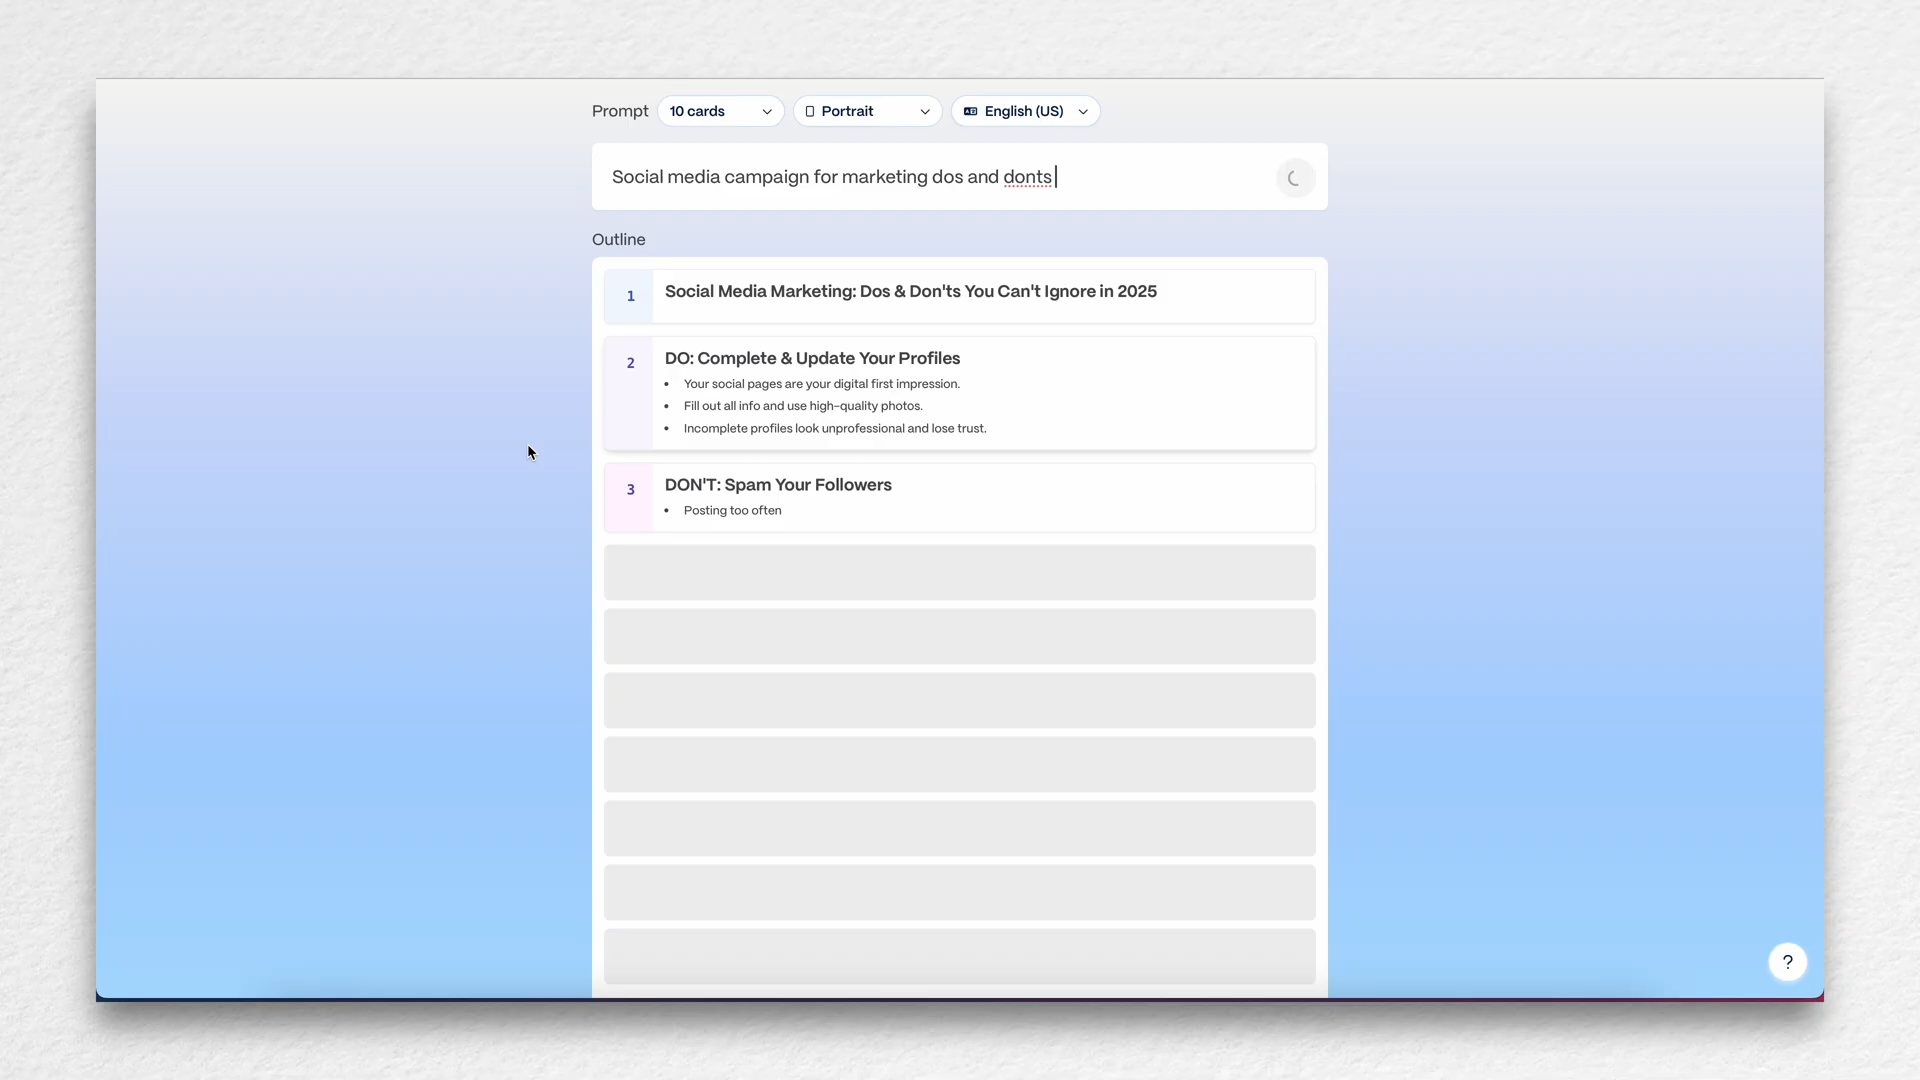 Prompt 10 cards Portrait English (US)
Social media campaign for marketing dos and donts
Outline
1 Social Media Marketing: Dos & Don'ts You Can't Ignore in 2025
2 DO: Complete & Update Your Profiles
• Your social pages are your digital first impression.
• Fill out all info and use high-quality photos.
• Incomplete profiles look unprofessional and lose trust.
3 DON'T: Spam Your Followers
• Posting too often
?